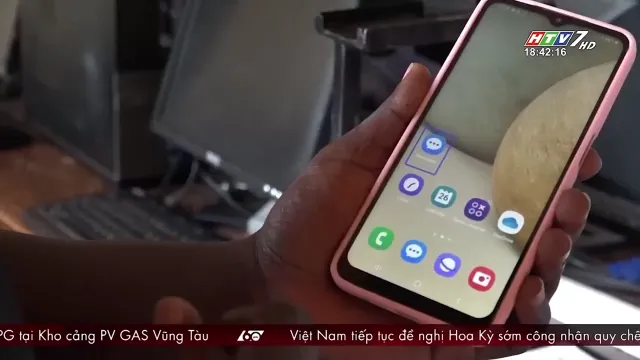 HTV7 HD
18:42:16
26
PG tại Kho cảng PV GAS Vũng Tàu
60
Việt Nam tiếp tục đề nghị Hoa Kỳ sớm công nhận quy chế